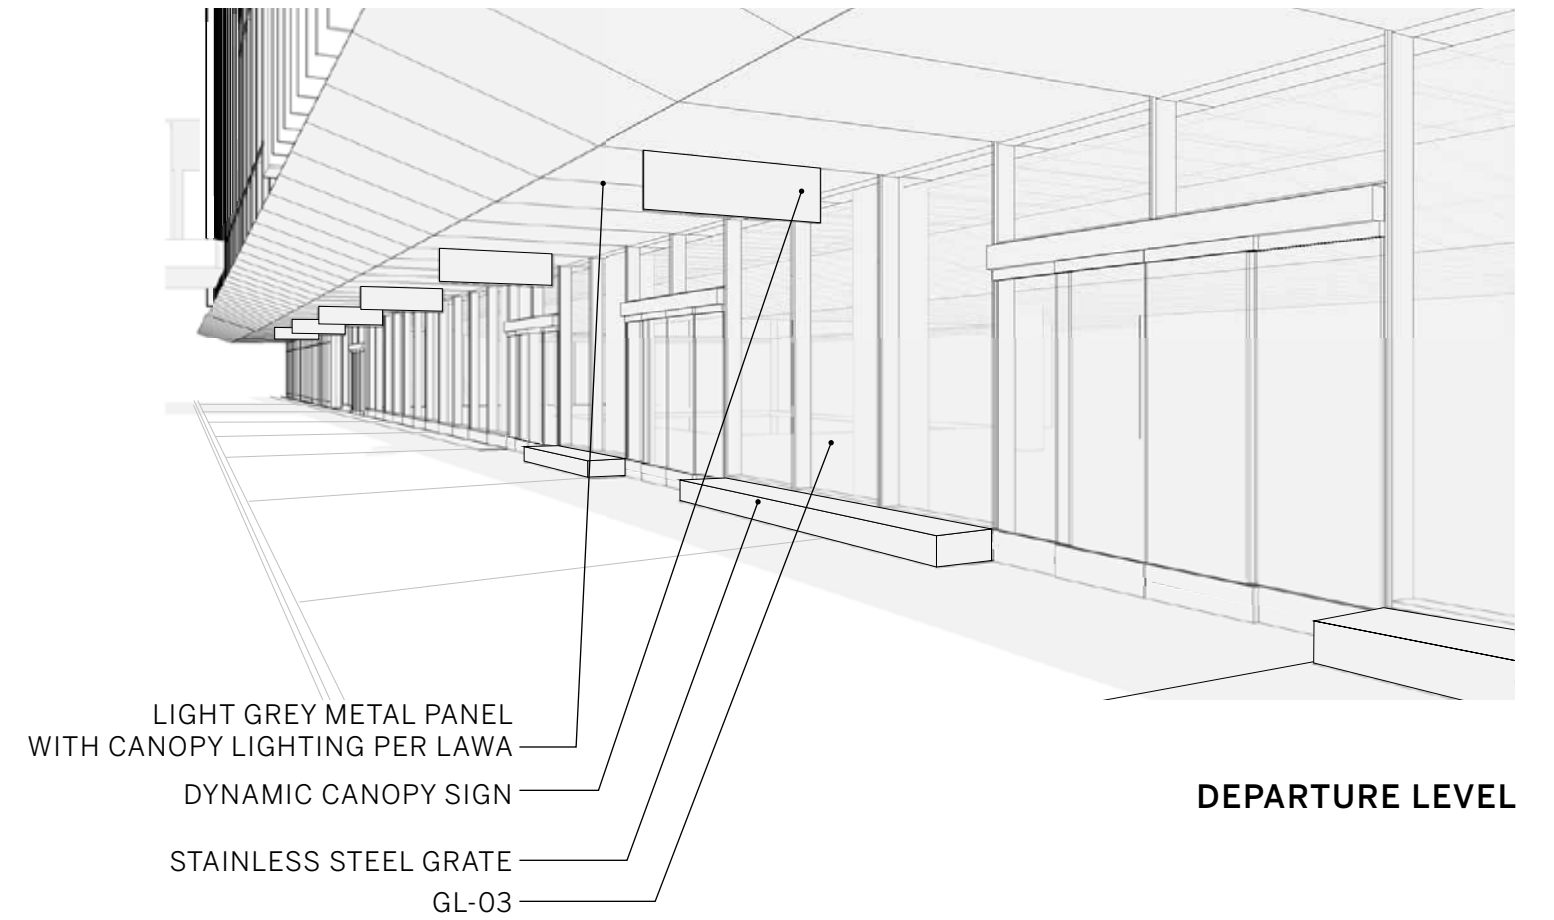 LIGHT GREY METAL PANEL
WITH CANOPY LIGHTING PER LAWA
DYNAMIC CANOPY SIGN
DEPARTURE LEVEL
STAINLESS STEEL GRATE
GL-03